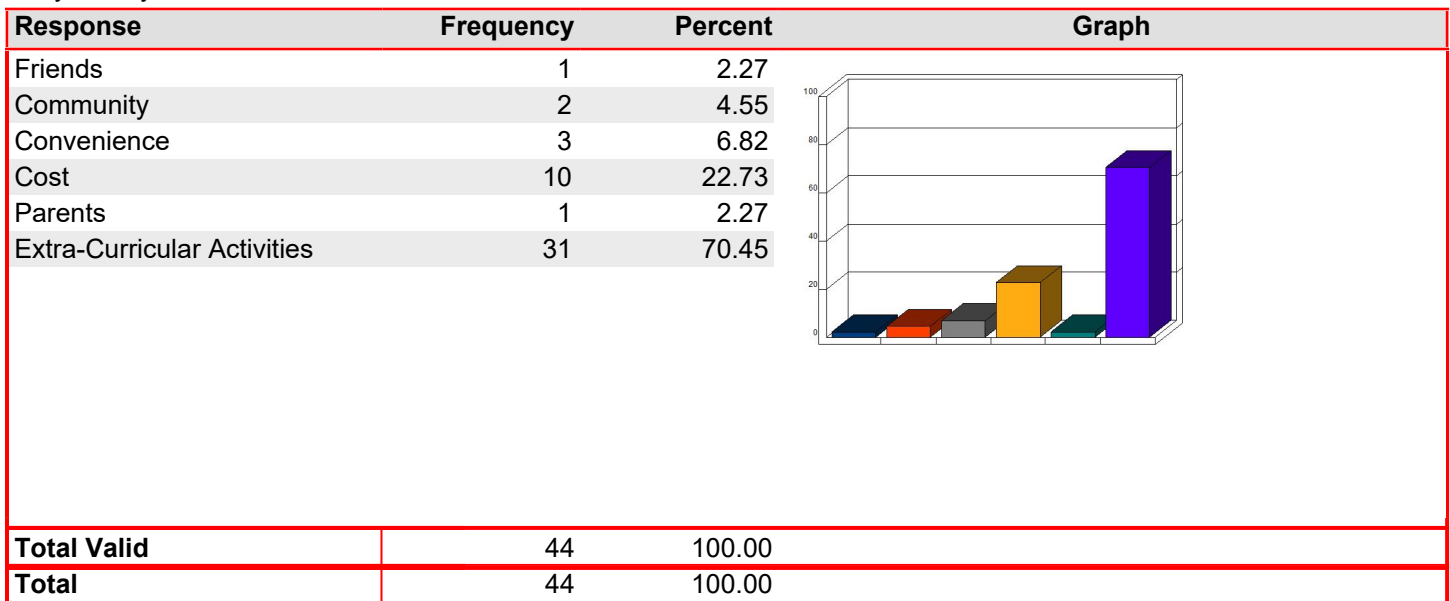 Response Frequency Percent Graph
Friends 1 2.27
Community 2 4.55
Convenience 3 6.82
Cost 10 22.73
Parents 1 2.27
Extra-Curricular Activities 31 70.45
100
80
60
40
20
0
Total Valid 44 100.00
Total 44 100.00